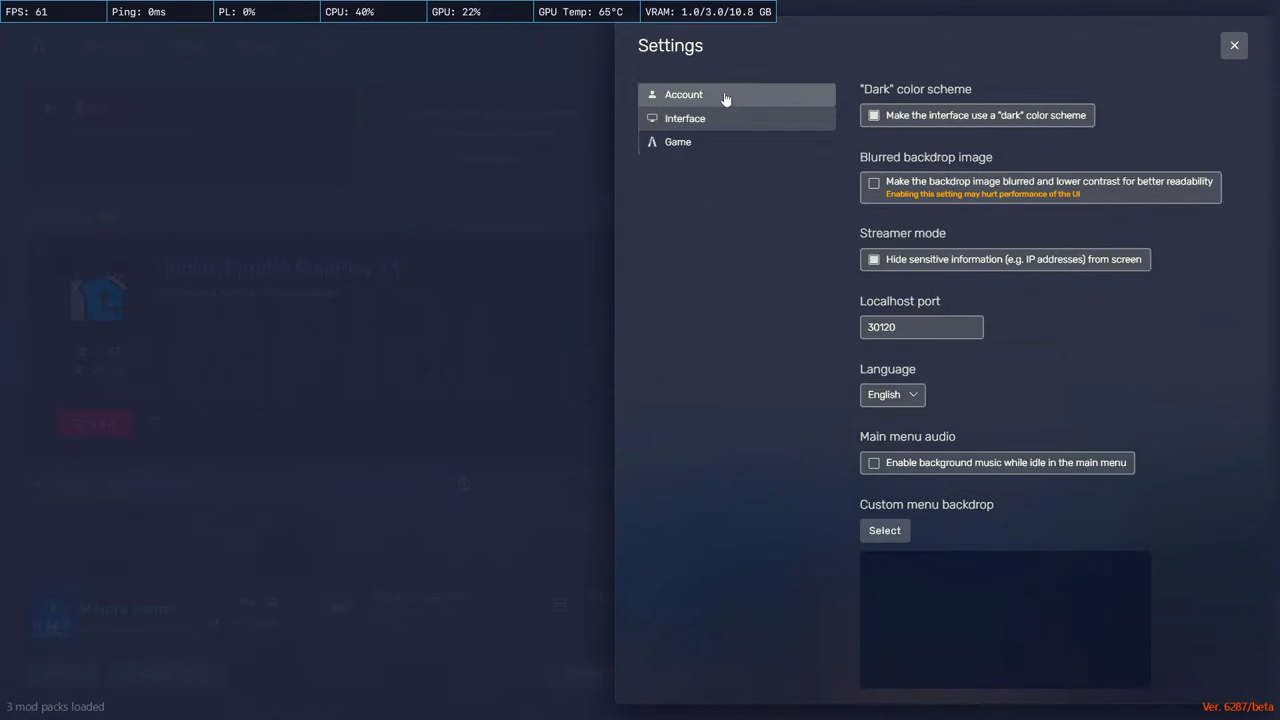 FPS: 61 Ping: 0ms PL: 0% CPU: 40% GPU: 22% GPU Temp: 65°C VRAM: 1.0/3.0/10.8 GB
Settings
Account
Interface
Game
"Dark" color scheme
Make the interface use a "dark" color scheme
Blurred backdrop image
Make the backdrop image blurred and lower contrast for better readability
Enabling this setting may hurt performance of the UI
Streamer mode
Hide sensitive information (e.g. IP addresses) from screen
Localhost port
30120
Language
English
Main menu audio
Enable background music while idle in the main menu
Custom menu backdrop
Select
3 mod packs loaded
Ver. 6287/beta